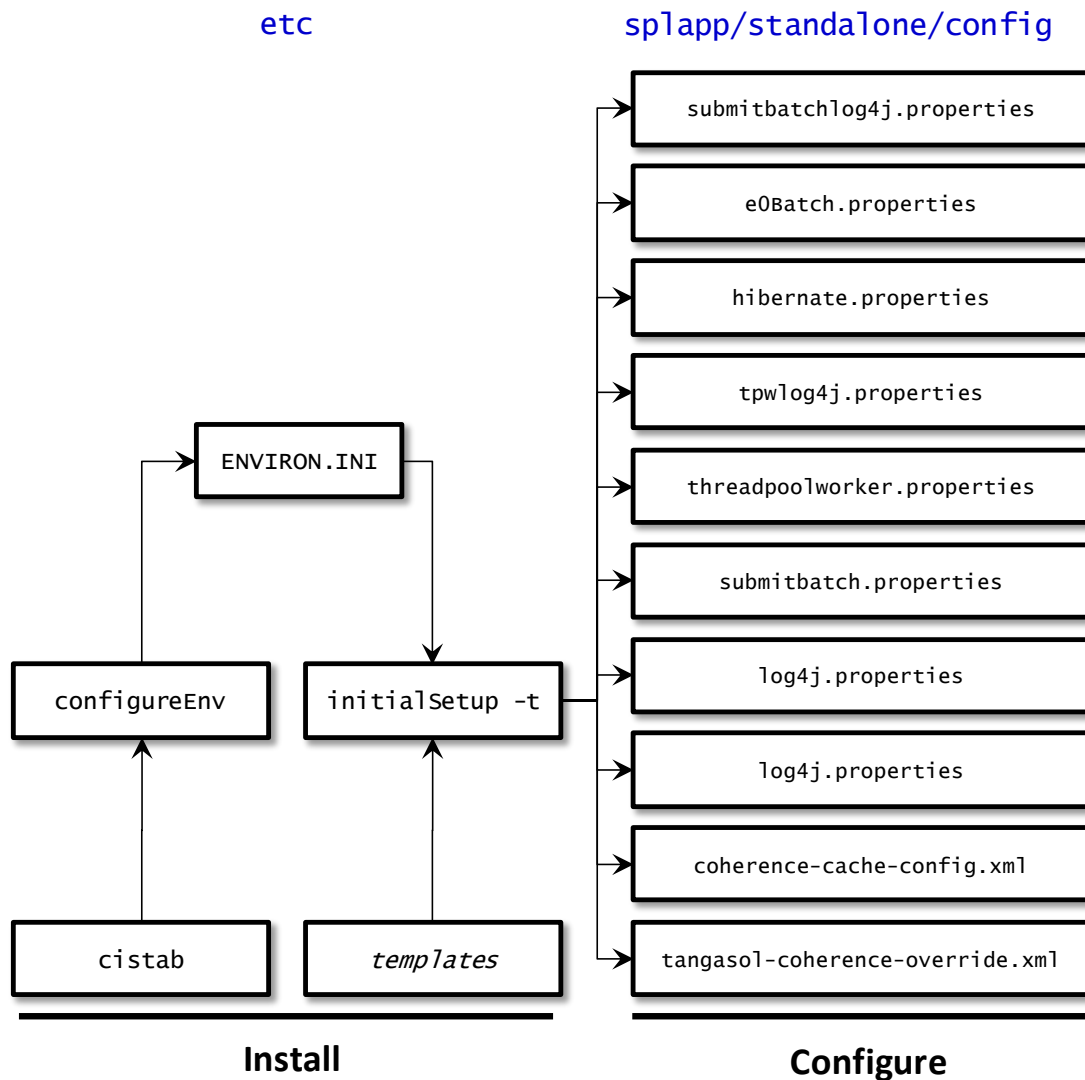 etc
splapp/standalone/config
submitbatchlog4j.properties
e0Batch.properties
hibernate.properties
tpwlog4j.properties
ENVIRON.INI
threadpoolworker.properties
submitbatch.properties
configureEnv
initialSetup -t
log4j.properties
log4j.properties
coherence-cache-config.xml
cistab
templates
tangasol-coherence-override.xml
Install
Configure